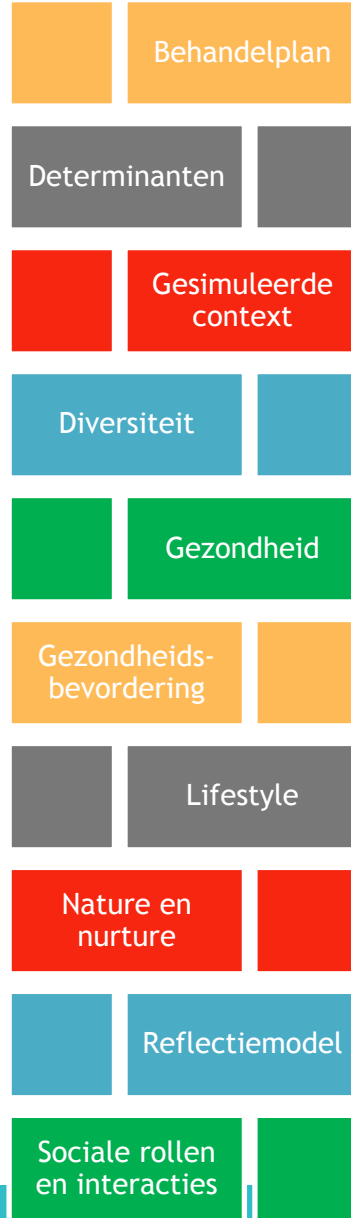 Behandelplan
Determinanten
Gesimuleerde
context
Diversiteit
Gezondheid
Gezondheids-
bevordering
Lifestyle
Nature en
nurture
Reflectiemodel
Sociale rollen
en interacties